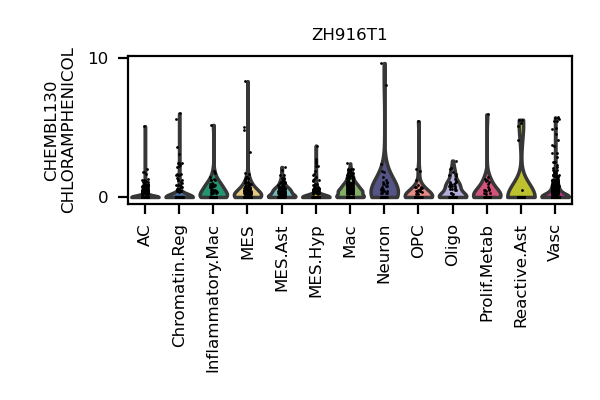 ZH916T1
CHEMBL130
CHLORAMPHENICOL
10
0
AC
Chromatin.Reg
Inflammatory.Mac
MES
MES.Ast
MES.Hyp
Mac
Neuron
OPC
Oligo
Prolif.Metab
Reactive.Ast
Vasc